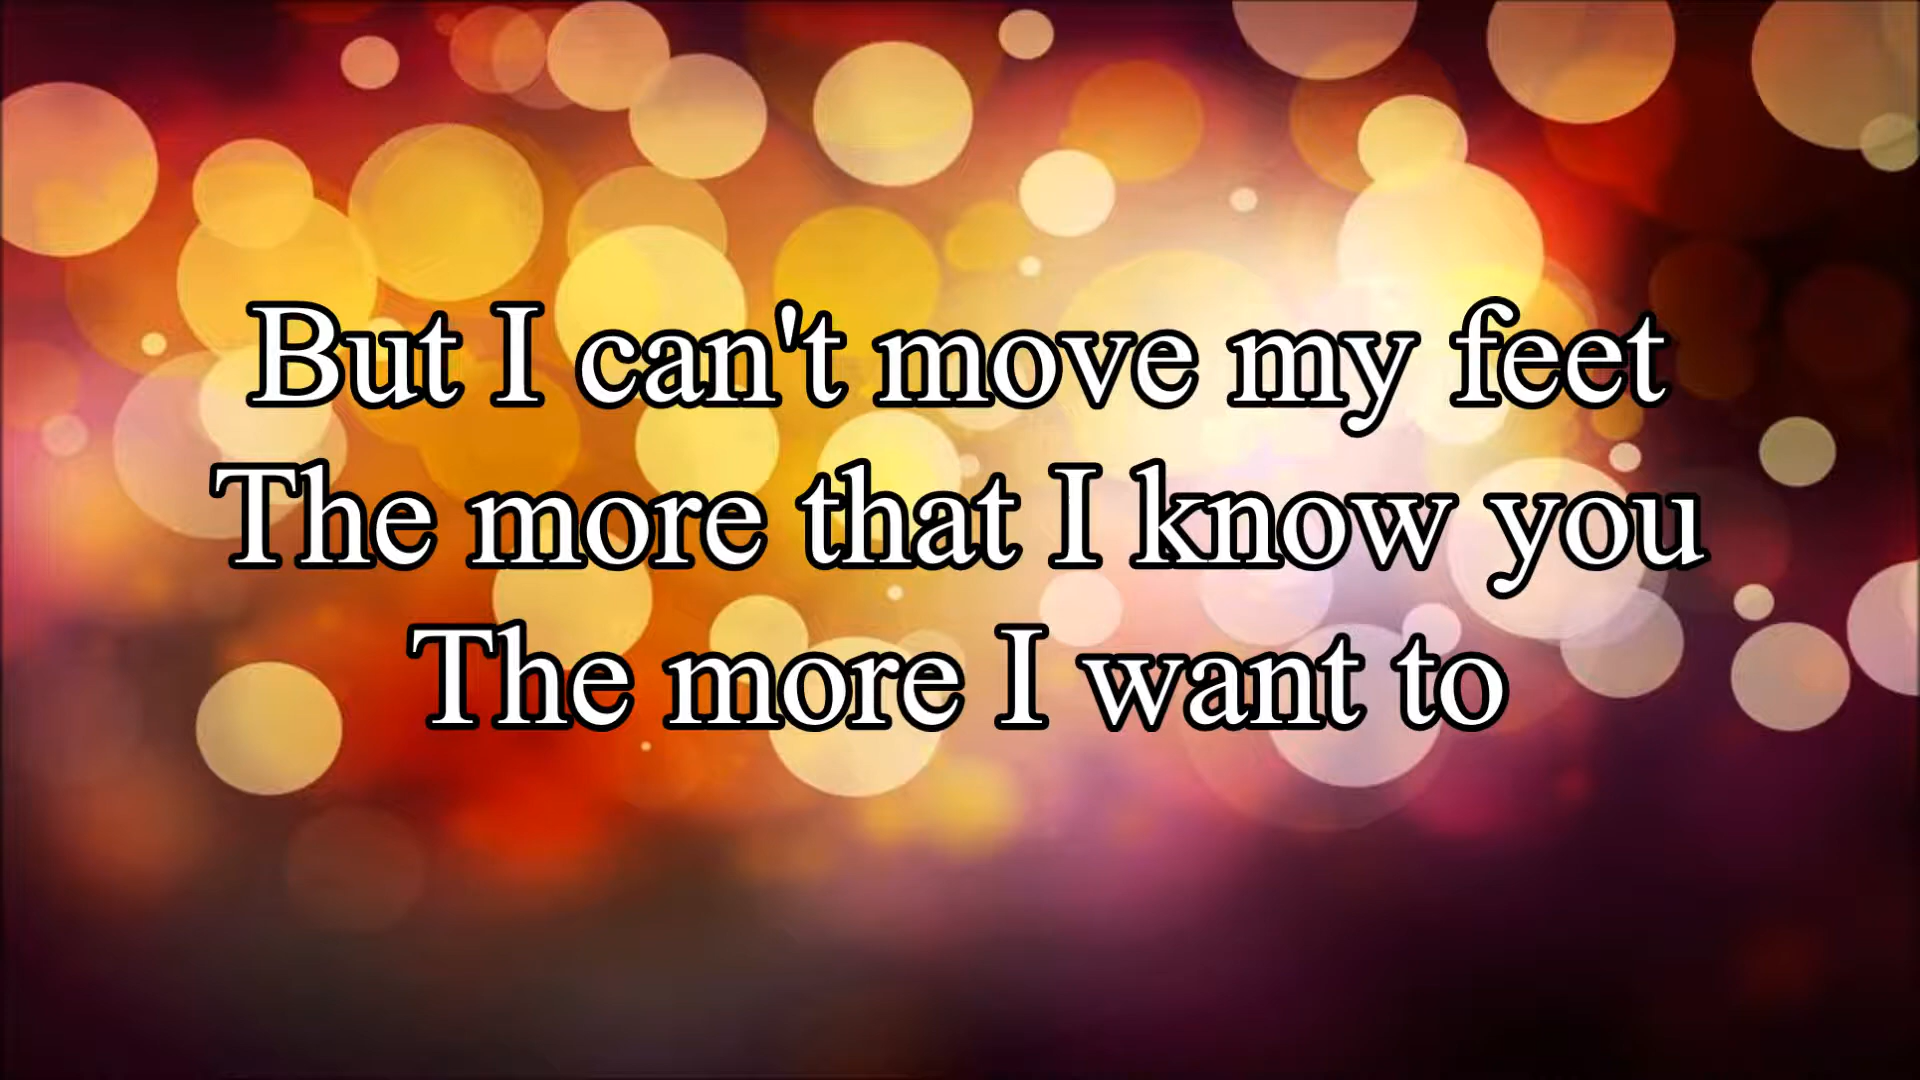 But I can't move my feet
The more that I know you
The more I want to